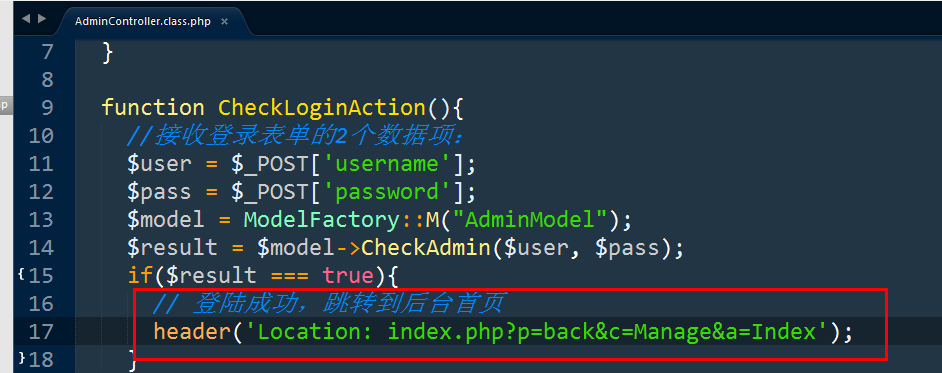 AdminController.class.php ×
7 }
8
9 function CheckLoginAction(){
10 //接收登录表单的2个数据项:
11 $user = $_POST['username'];
12 $pass = $_POST['password'];
13 $model = ModelFactory::M("AdminModel");
14 $result = $model->CheckAdmin($user, $pass);
{15 if($result === true){
16 // 登陆成功，跳转到后台首页
p
17 header('Location: index.php?p=back&c=Manage&a=Index');
}18 }